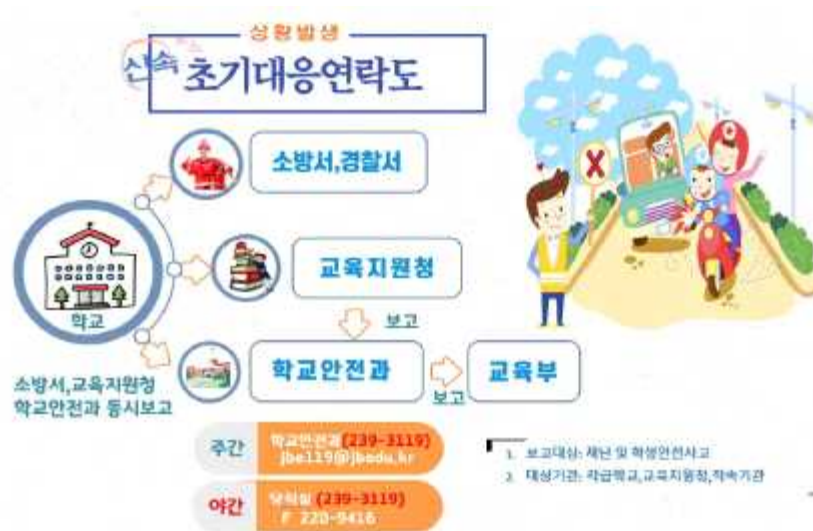 상황발생
신속 초기대응연락도
소방서,경찰서
교육지원청
학교
보고
학교안전과
교육부
보고
소방서,교육지원청
학교안전과 동시보고
주간
학교안전과(239-3119)
jbe119@jbedu.kr
야간
당직실 (239-3119)
F 220-9416
1. 보고대상: 재난 및 학생안전사고
2. 대상기관: 각급학교,교육지원청,직속기관